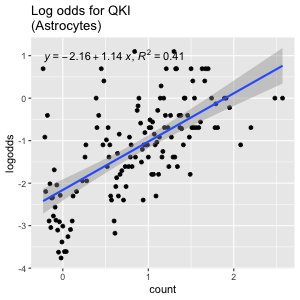 Log odds for QKI
(Astrocytes)
y = −2.16 + 1.14 x, R² = 0.41
1
0
-1
-2
-3
-4
logodds
0
1
2
count